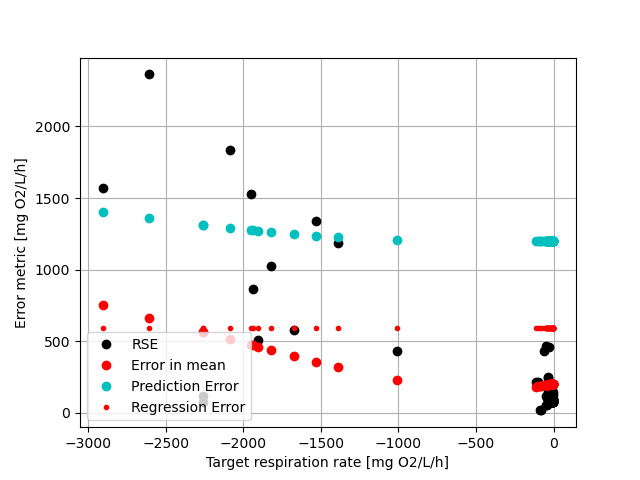 Error metric [mg O2/L/h]
2000
1500
1000
500
0
RSE
Error in mean
Prediction Error
Regression Error
−3000 −2500 −2000 −1500 −1000 −500 0
Target respiration rate [mg O2/L/h]